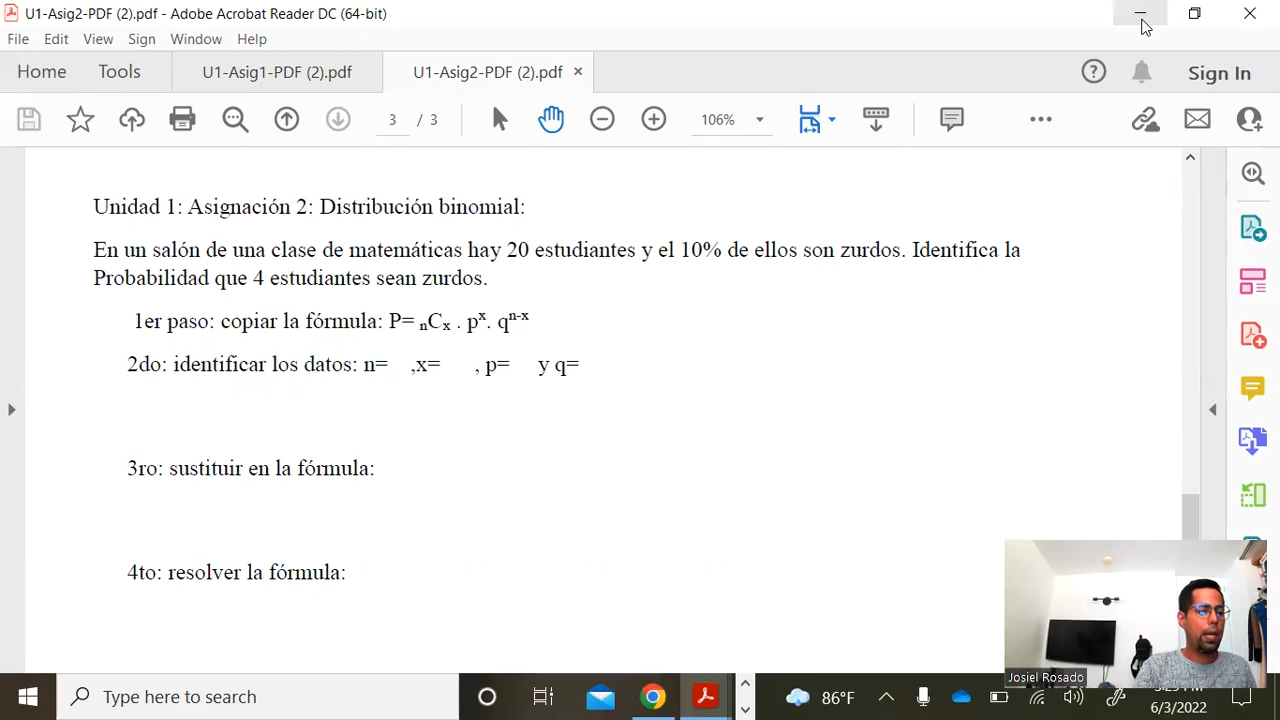 U1-Asig2-PDF (2).pdf - Adobe Acrobat Reader DC (64-bit)
File Edit View Sign Window Help
Home Tools U1-Asig1-PDF (2).pdf U1-Asig2-PDF (2).pdf × Sign In
3 / 3 106%
Unidad 1: Asignación 2: Distribución binomial:
En un salón de una clase de matemáticas hay 20 estudiantes y el 10% de ellos son zurdos. Identifica la
Probabilidad que 4 estudiantes sean zurdos.
1er paso: copiar la fórmula: P= ₙCₓ . pˣ. qⁿ⁻ˣ
2do: identificar los datos: n= ,x= , p= y q=
3ro: sustituir en la fórmula:
4to: resolver la fórmula:
Josiel Rosado
Type here to search 86°F
6/3/2022